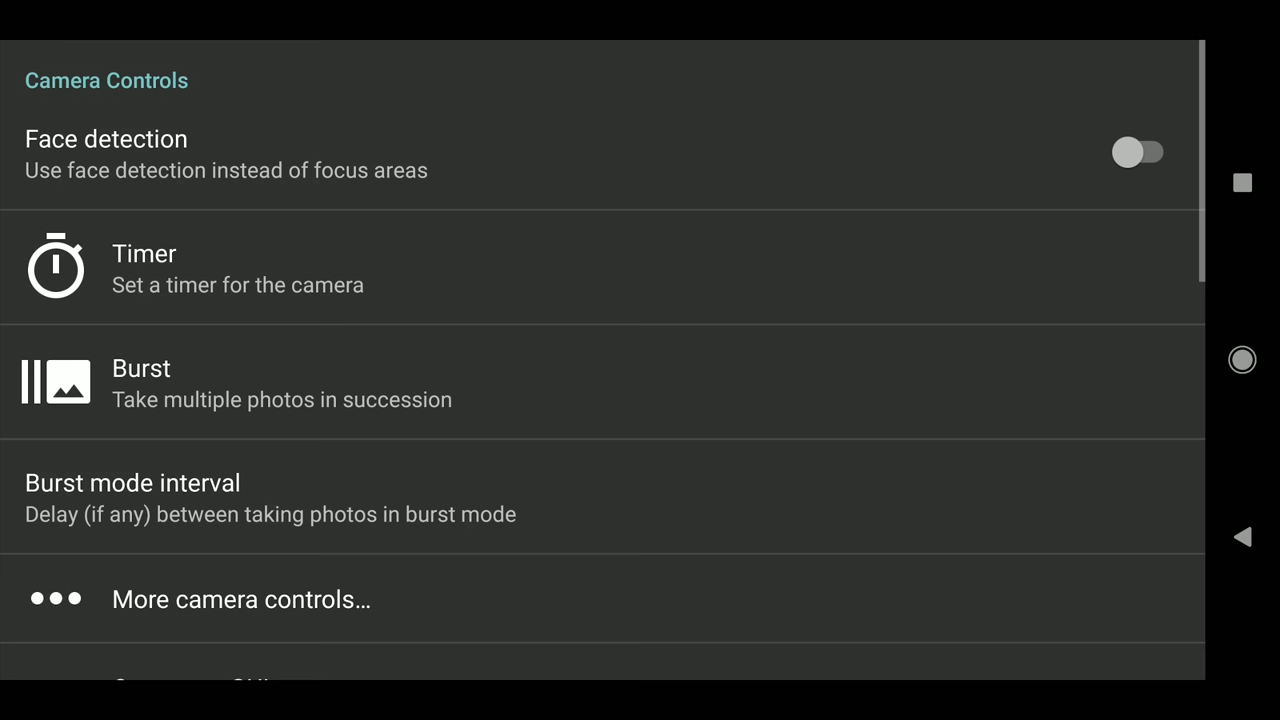 Camera Controls
Face detection
Use face detection instead of focus areas
Timer
Set a timer for the camera
Burst
Take multiple photos in succession
Burst mode interval
Delay (if any) between taking photos in burst mode
More camera controls...